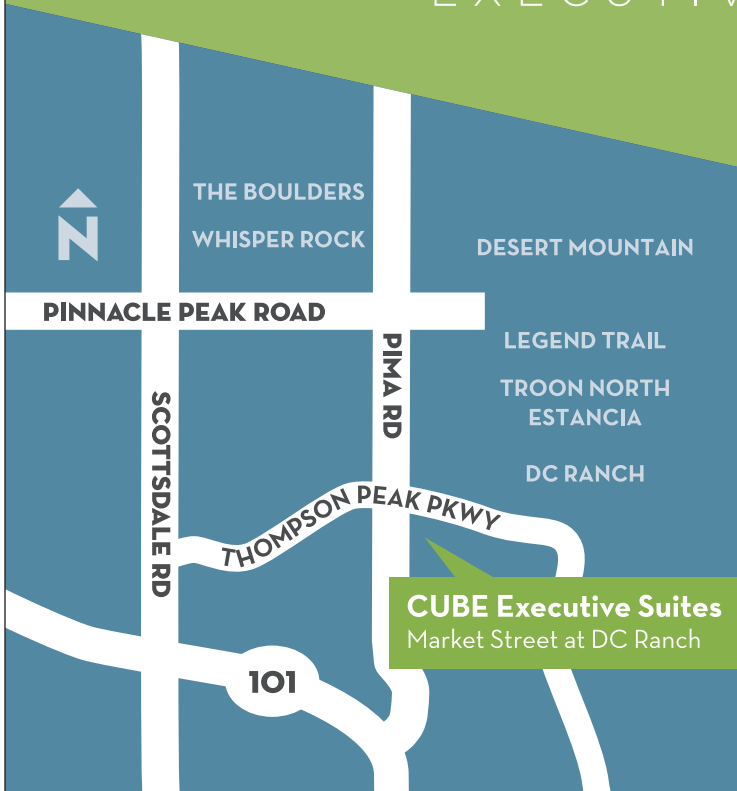 THE BOULDERS
WHISPER ROCK
N
DESERT MOUNTAIN
PINNACLE PEAK ROAD
LEGEND TRAIL
PIMA RD
TROON NORTH
ESTANCIA
SCOTTSDALE RD
DC RANCH
THOMPSON PEAK PKWY
CUBE Executive Suites
Market Street at DC Ranch
101